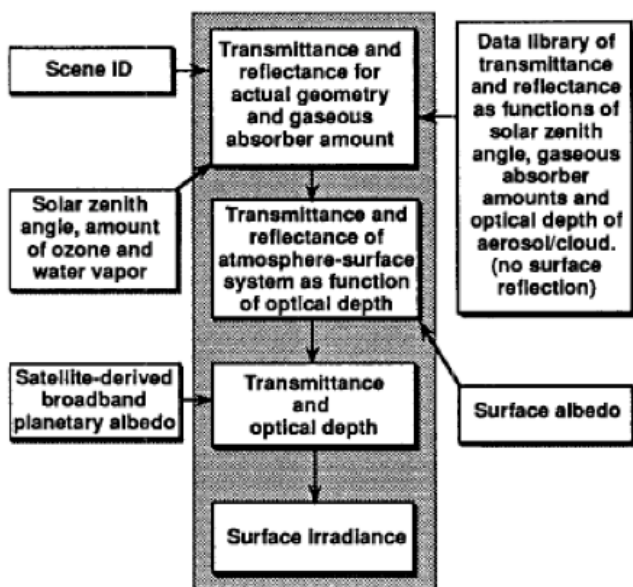 Scene ID
Transmittance and
reflectance for
actual geometry
and gaseous
absorber amount
Data library of
transmittance
and reflectance
as functions of
solar zenith
angle, gaseous
absorber
amounts and
optical depth of
aerosol/cloud.
(no surface
reflection)
Solar zenith
angle, amount
of ozone and
water vapor
Transmittance and
reflectance of
atmosphere-surface
system as function
of optical depth
Satellite-derived
broadband
planetary albedo
Transmittance
and
optical depth
Surface albedo
Surface irradiance